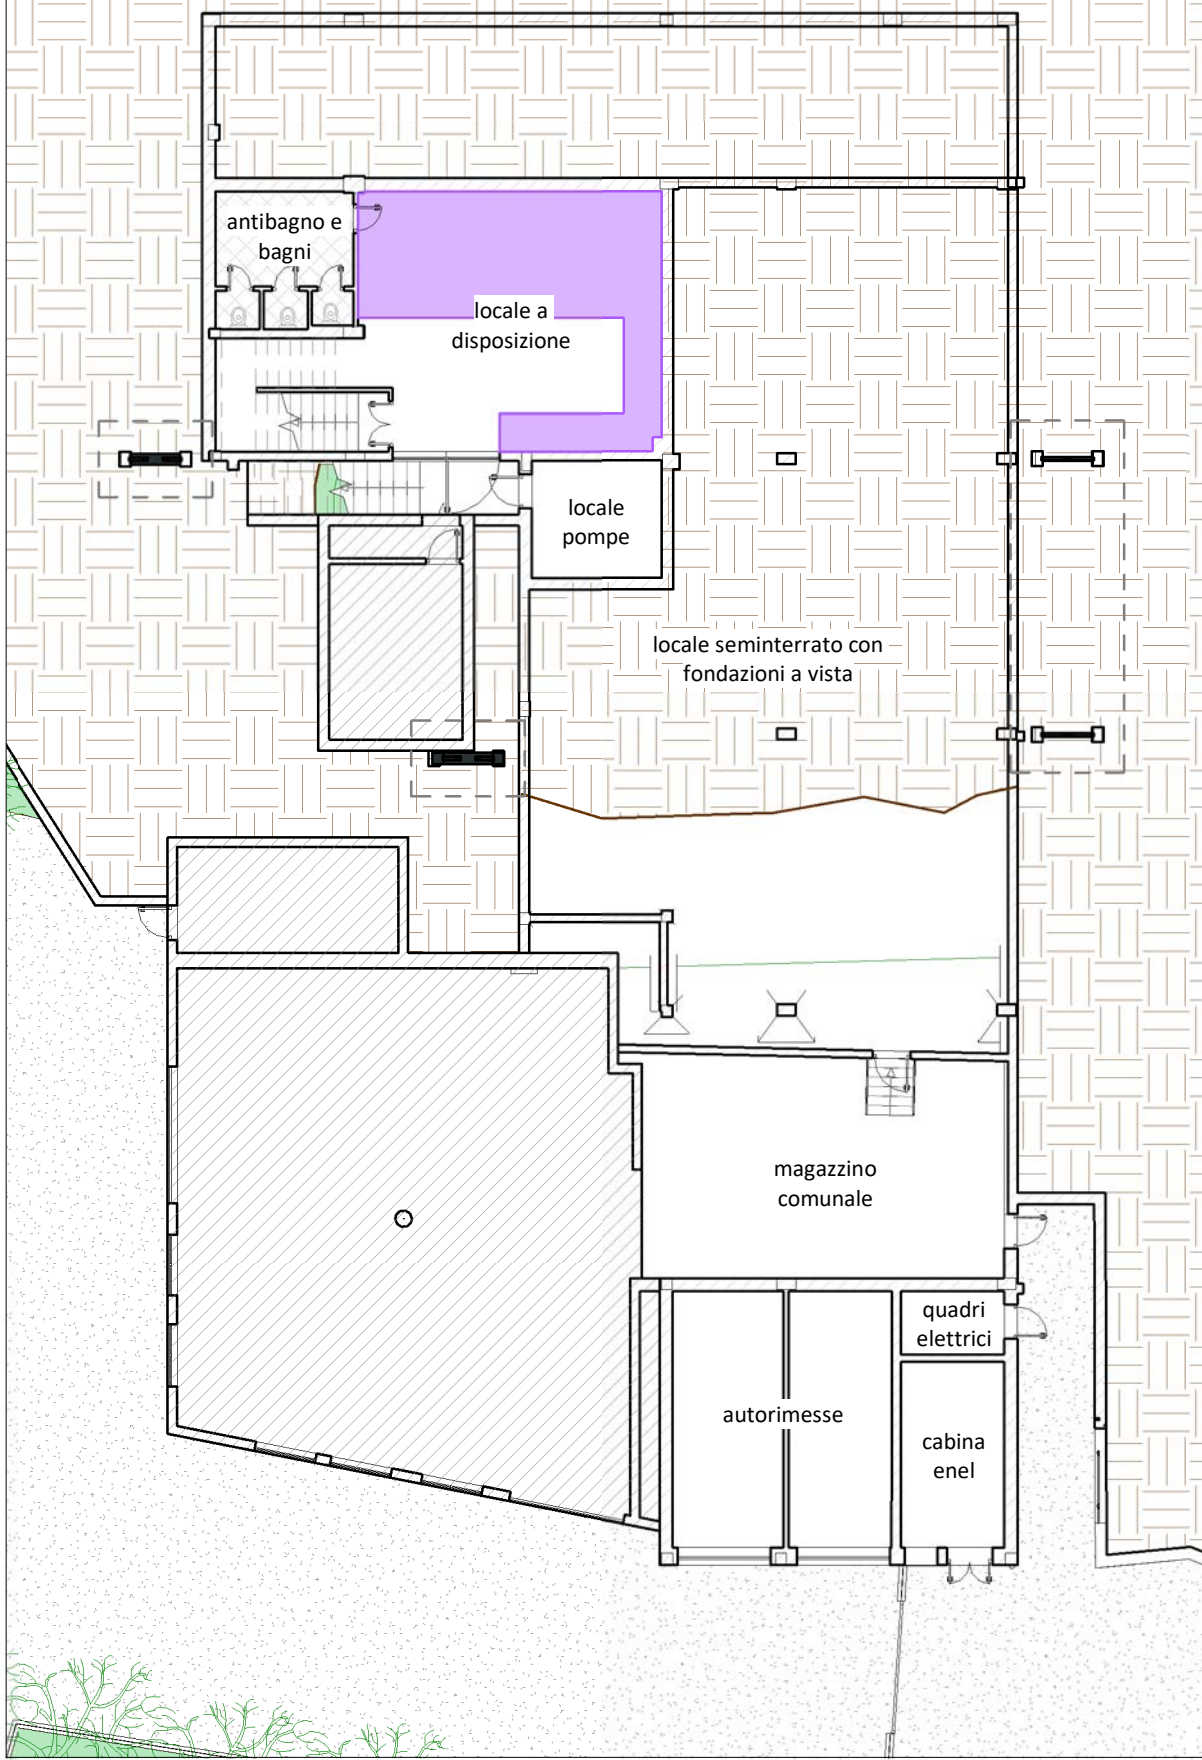 antibagno e
bagni
locale a
disposizione
locale
pompe
locale seminterrato con
fondazioni a vista
magazzino
comunale
quadri
elettrici
autorimesse
cabina
enel